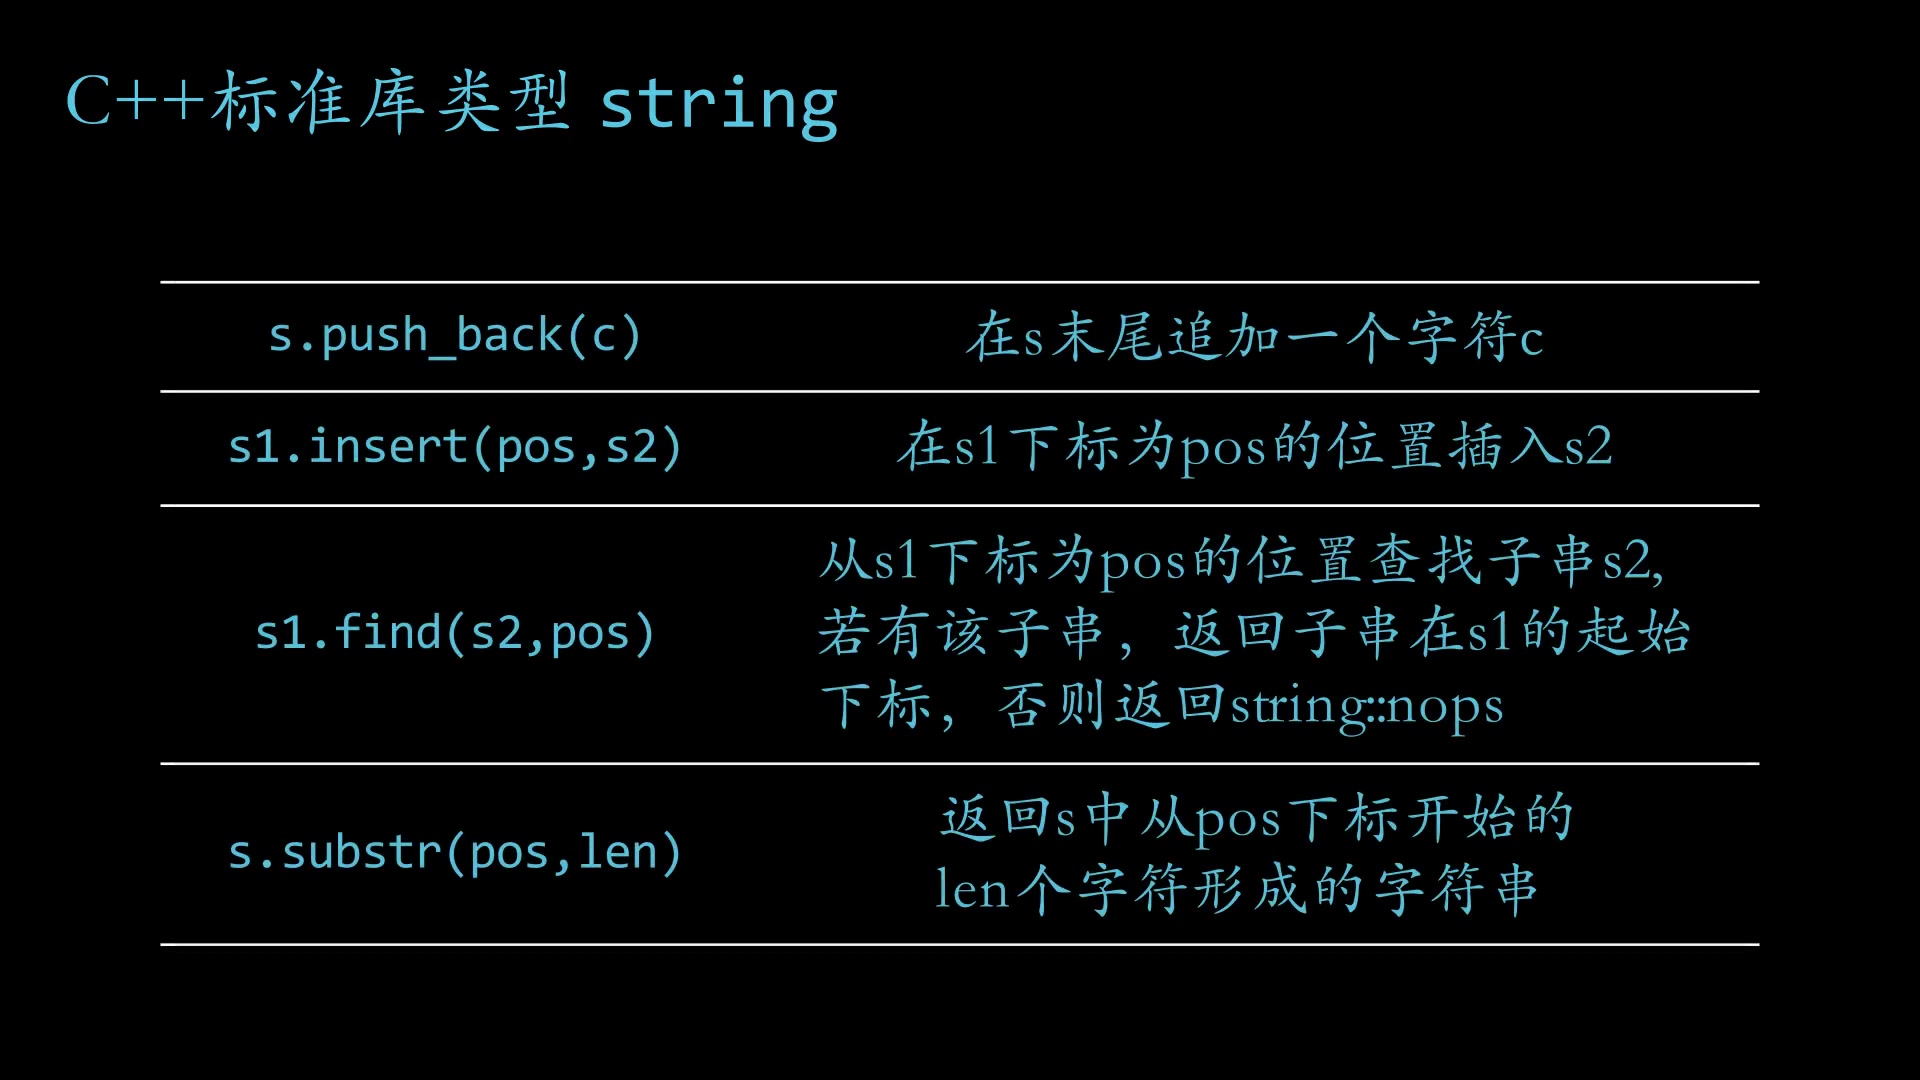 C++标准库类型 string
s.push_back(c)
在s末尾追加一个字符c
s1.insert(pos,s2)
在s1下标为pos的位置插入s2
s1.find(s2,pos)
从s1下标为pos的位置查找子串s2,
若有该子串，返回子串在s1的起始
下标，否则返回string::nops
s.substr(pos,len)
返回s中从pos下标开始的
len个字符形成的字符串